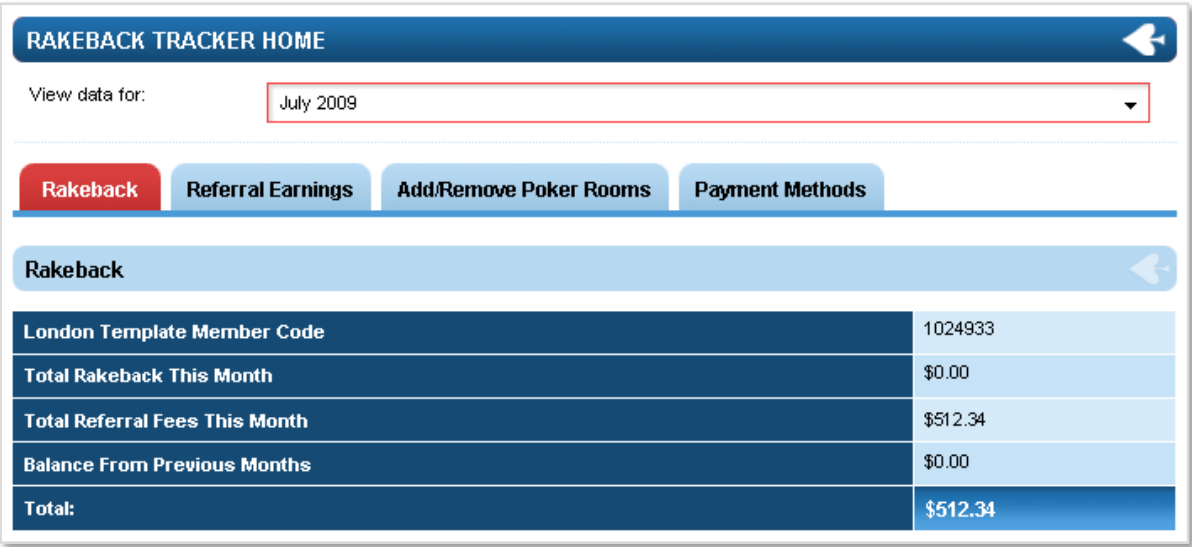 RAKEBACK TRACKER HOME
View data for: July 2009
Rakeback Referral Earnings Add/Remove Poker Rooms Payment Methods
Rakeback
London Template Member Code 1024933
Total Rakeback This Month $0.00
Total Referral Fees This Month $512.34
Balance From Previous Months $0.00
Total: $512.34